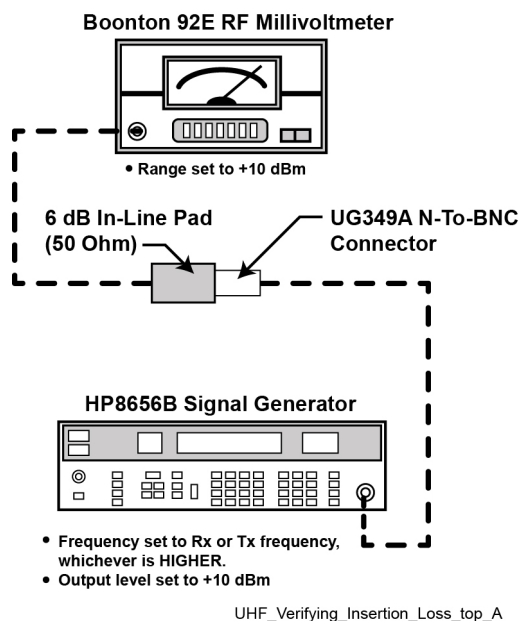 Boonton 92E RF Millivoltmeter
• Range set to +10 dBm
6 dB In-Line Pad
(50 Ohm)
UG349A N-To-BNC
Connector
HP8656B Signal Generator
• Frequency set to Rx or Tx frequency,
whichever is HIGHER.
• Output level set to +10 dBm
UHF_Verifying_Insertion_Loss_top_A